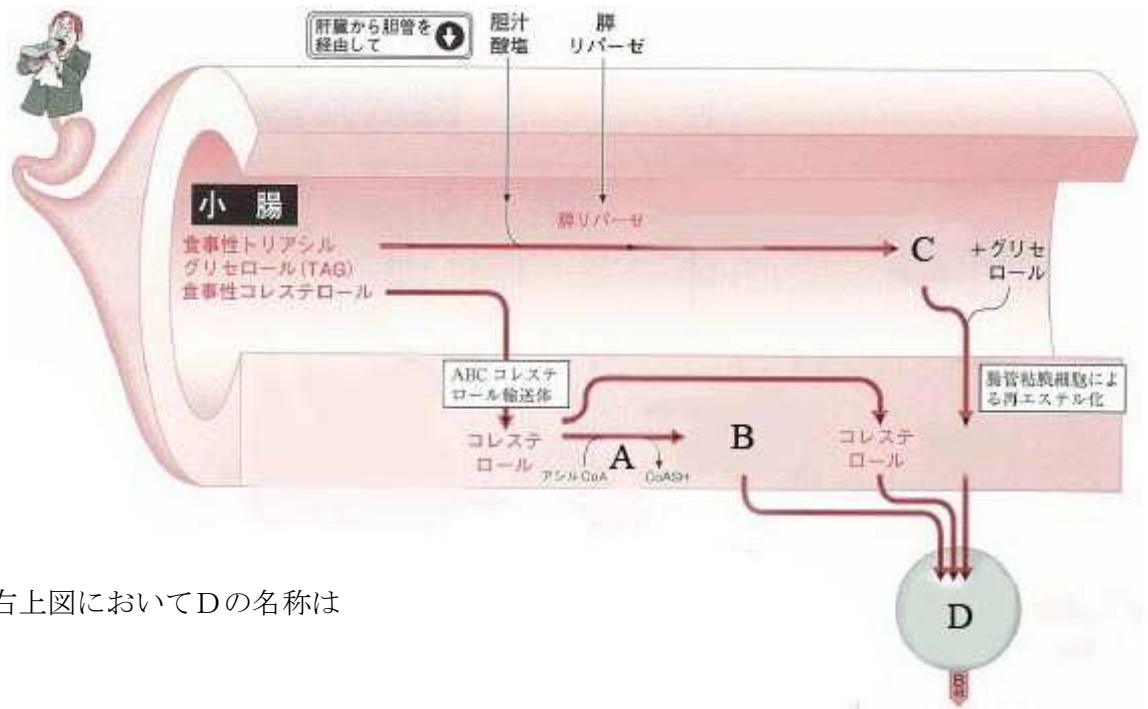 肝臓から胆管を
経由して
胆汁
酸塩
膵
リパーゼ
小腸
膵リパーゼ
食事性トリアシル
グリセロール(TAG)
食事性コレステロール
C
+グリセ
ロール
ABCコレステ
ロール輸送体
腸管粘膜細胞によ
る再エステル化
コレステ
ロール
A
アシルCoA
CoASH
B
コレステ
ロール
右上図においてDの名称は
D